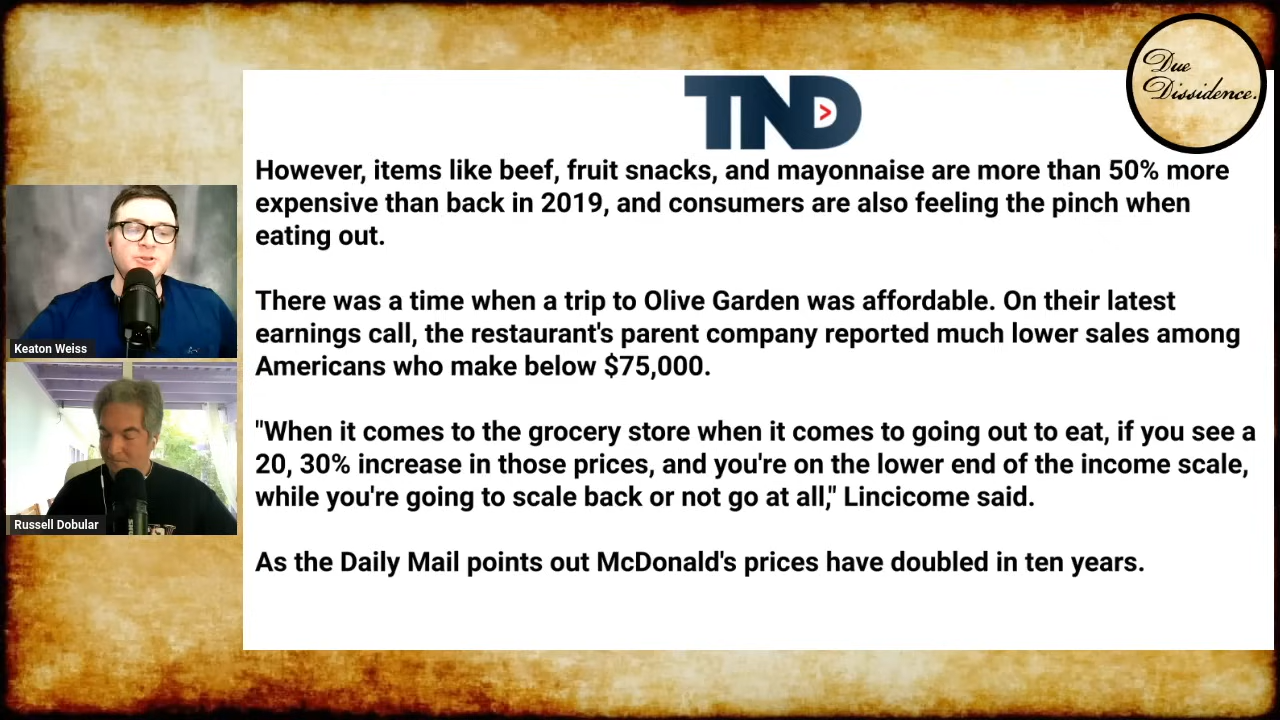 Due
Dissidence.
TND
However, items like beef, fruit snacks, and mayonnaise are more than 50% more
expensive than back in 2019, and consumers are also feeling the pinch when
eating out.
There was a time when a trip to Olive Garden was affordable. On their latest
earnings call, the restaurant's parent company reported much lower sales among
Americans who make below $75,000.
"When it comes to the grocery store when it comes to going out to eat, if you see a
20, 30% increase in those prices, and you're on the lower end of the income scale,
while you're going to scale back or not go at all," Lincicome said.
As the Daily Mail points out McDonald's prices have doubled in ten years.
Keaton Weiss
Russell Dobular